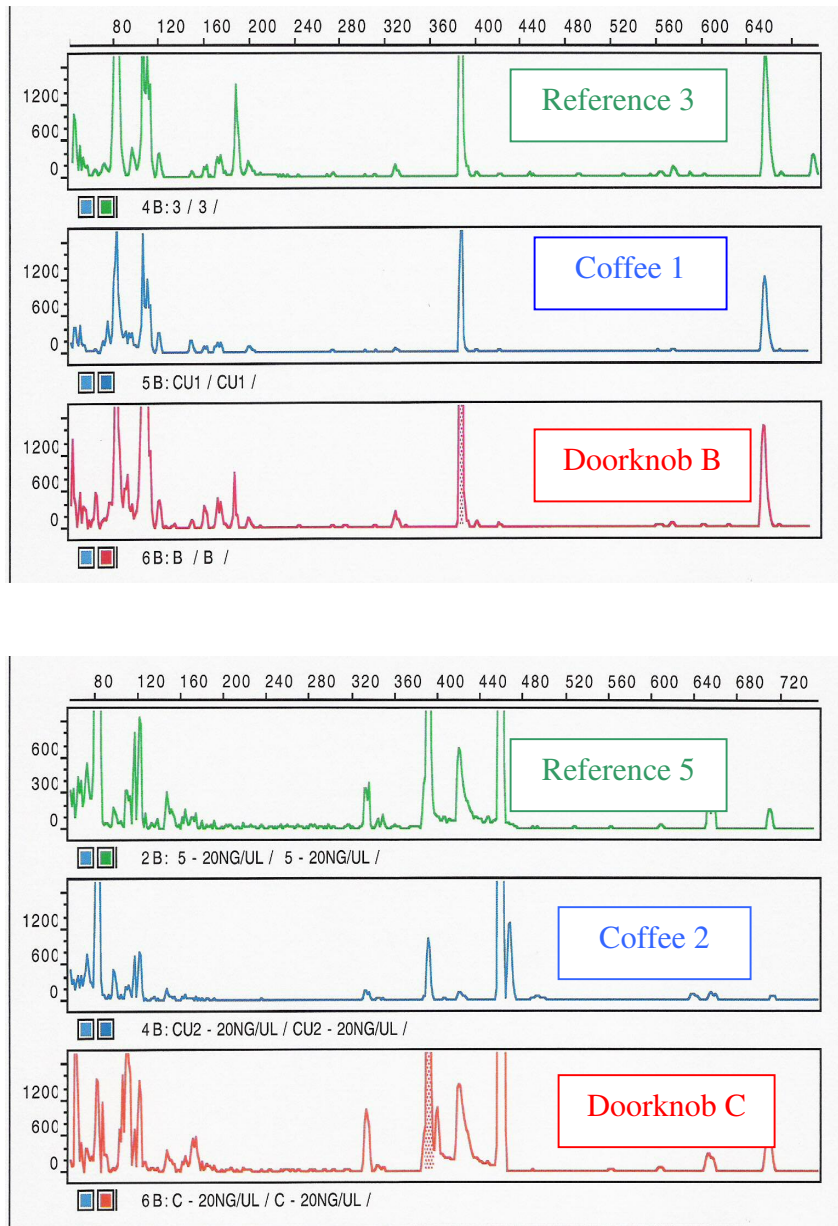 80 120 160 200 240 280 320 360 400 440 480 520 560 600 640
1200
600
0
Reference 3
4B: 3 / 3 /
1200
600
0
Coffee 1
5B: CU1 / CU1 /
1200
600
0
Doorknob B
6B: B / B /
80 120 160 200 240 280 320 360 400 440 480 520 560 600 640 720
600
300
0
Reference 5
2B: 5 - 20NG/UL / 5 - 20NG/UL /
1200
600
0
Coffee 2
4B: CU2 - 20NG/UL / CU2 - 20NG/UL /
1200
600
0
Doorknob C
6B: C - 20NG/UL / C - 20NG/UL /